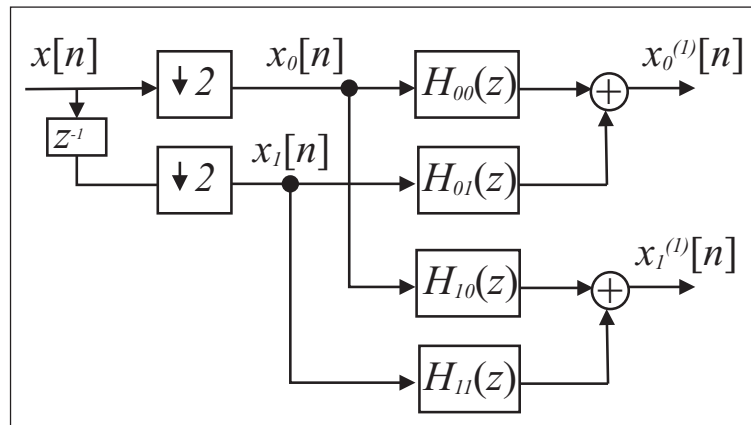 x[n]
↓2
x₀[n]
H₀₀(z)
+
x₀⁽¹⁾[n]
z⁻¹
↓2
x₁[n]
H₀₁(z)
H₁₀(z)
+
x₁⁽¹⁾[n]
H₁₁(z)